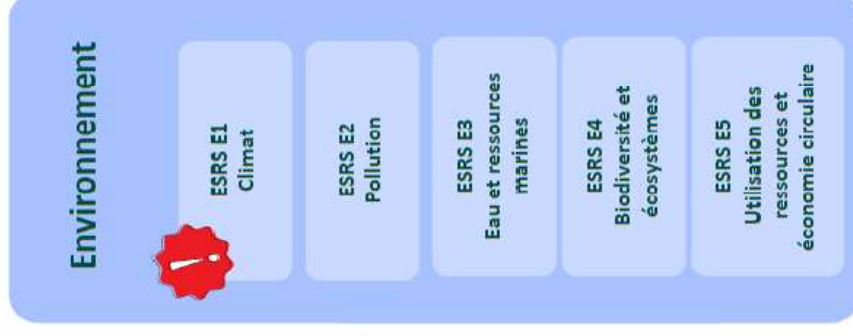 Environnement
ESRS E1
Climat
ESRS E2
Pollution
ESRS E3
Eau et ressources
marines
ESRS E4
Biodiversité et
écosystèmes
ESRS E5
Utilisation des
ressources et
économie circulaire
!